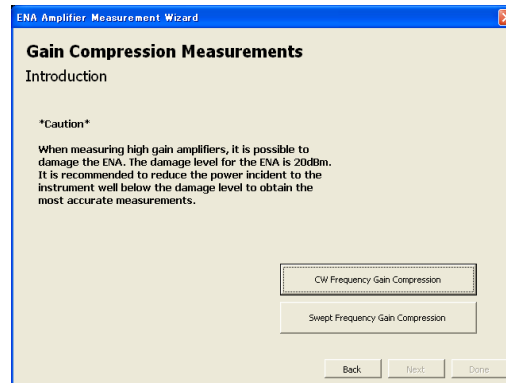 ENA Amplifier Measurement Wizard
Gain Compression Measurements
Introduction
*Caution*
When measuring high gain amplifiers, it is possible to
damage the ENA. The damage level for the ENA is 20dBm.
It is recommended to reduce the power incident to the
instrument well below the damage level to obtain the
most accurate measurements.
CW Frequency Gain Compression
Swept Frequency Gain Compression
Back Next Done